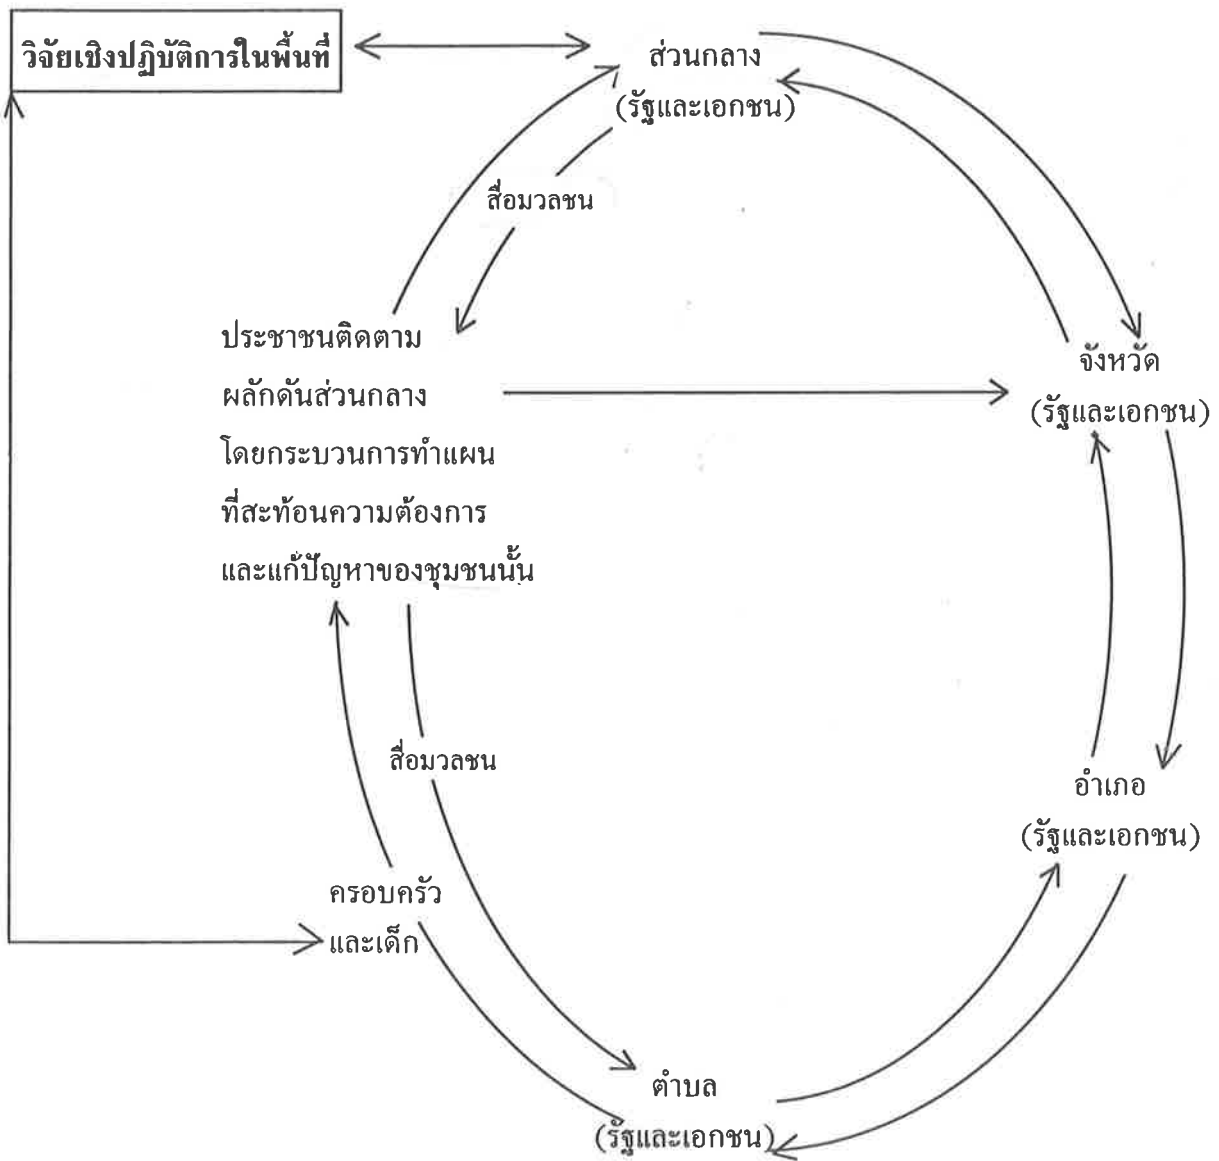 วิจัยเชิงปฏิบัติการในพื้นที่
ส่วนกลาง
(รัฐและเอกชน)
สื่อมวลชน
ประชาชนติดตาม
ผลักดันส่วนกลาง
โดยกระบวนการทำแผน
ที่สะท้อนความต้องการ
และแก้ปัญหาของชุมชนนั้น
จังหวัด
(รัฐและเอกชน)
สื่อมวลชน
อำเภอ
(รัฐและเอกชน)
ครอบครัว
และเด็ก
ตำบล
(รัฐและเอกชน)